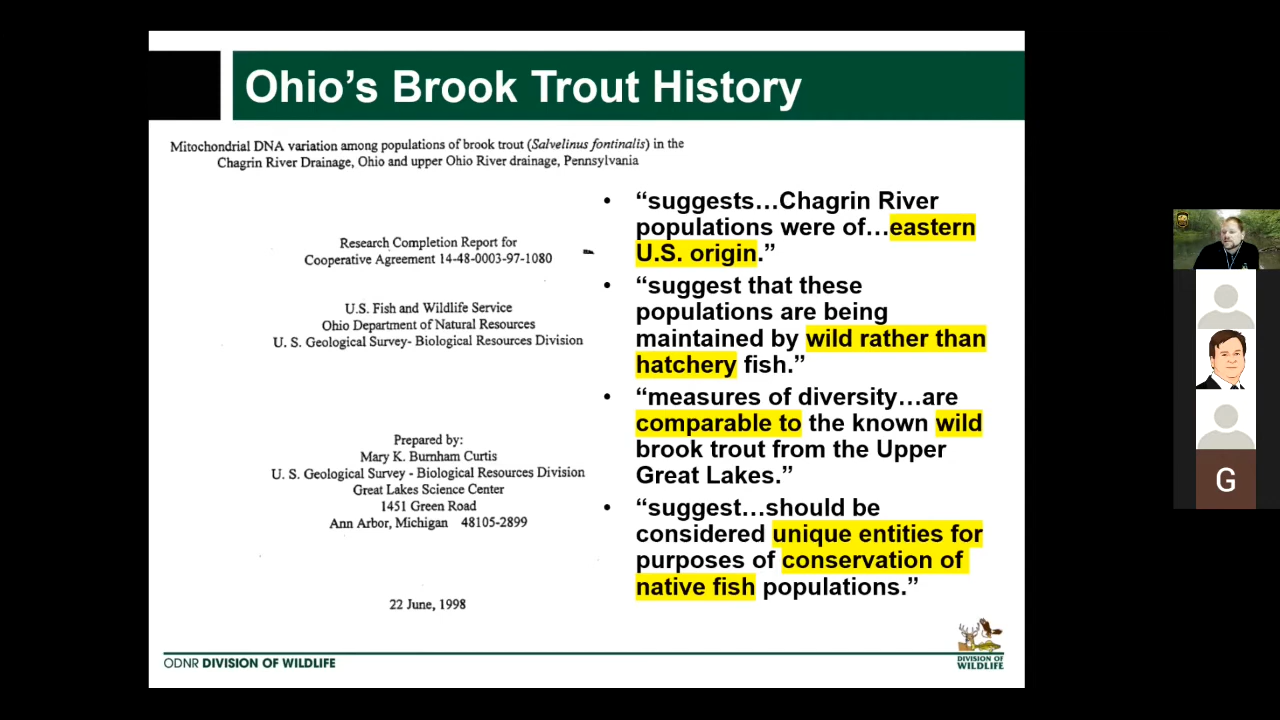 Ohio’s Brook Trout History
Mitochondrial DNA variation among populations of brook trout (Salvelinus fontinalis) in the
Chagrin River Drainage, Ohio and upper Ohio River drainage, Pennsylvania
Research Completion Report for
Cooperative Agreement 14-48-0003-97-1080
U.S. Fish and Wildlife Service
Ohio Department of Natural Resources
U. S. Geological Survey- Biological Resources Division
Prepared by:
Mary K. Burnham Curtis
U. S. Geological Survey - Biological Resources Division
Great Lakes Science Center
1451 Green Road
Ann Arbor, Michigan 48105-2899
22 June, 1998
• “suggests…Chagrin River
populations were of…eastern
U.S. origin.”
• “suggest that these
populations are being
maintained by wild rather than
hatchery fish.”
• “measures of diversity…are
comparable to the known wild
brook trout from the Upper
Great Lakes.”
• “suggest…should be
considered unique entities for
purposes of conservation of
native fish populations.”
ODNR DIVISION OF WILDLIFE
DIVISION OF
WILDLIFE
G